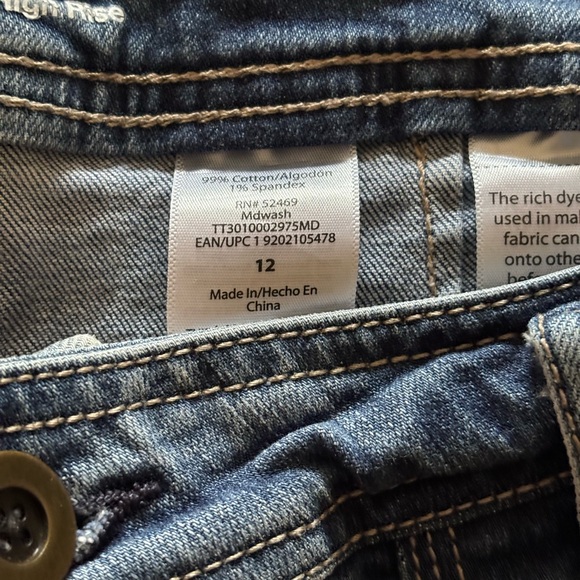 High Rise
99% Cotton/Algodón
1% Spandex
RN# 52469
Mdwash
TT3010002975MD
EAN/UPC 1 9202105478
12
Made In/Hecho En
China
The rich dye
used in ma
fabric can
onto othe